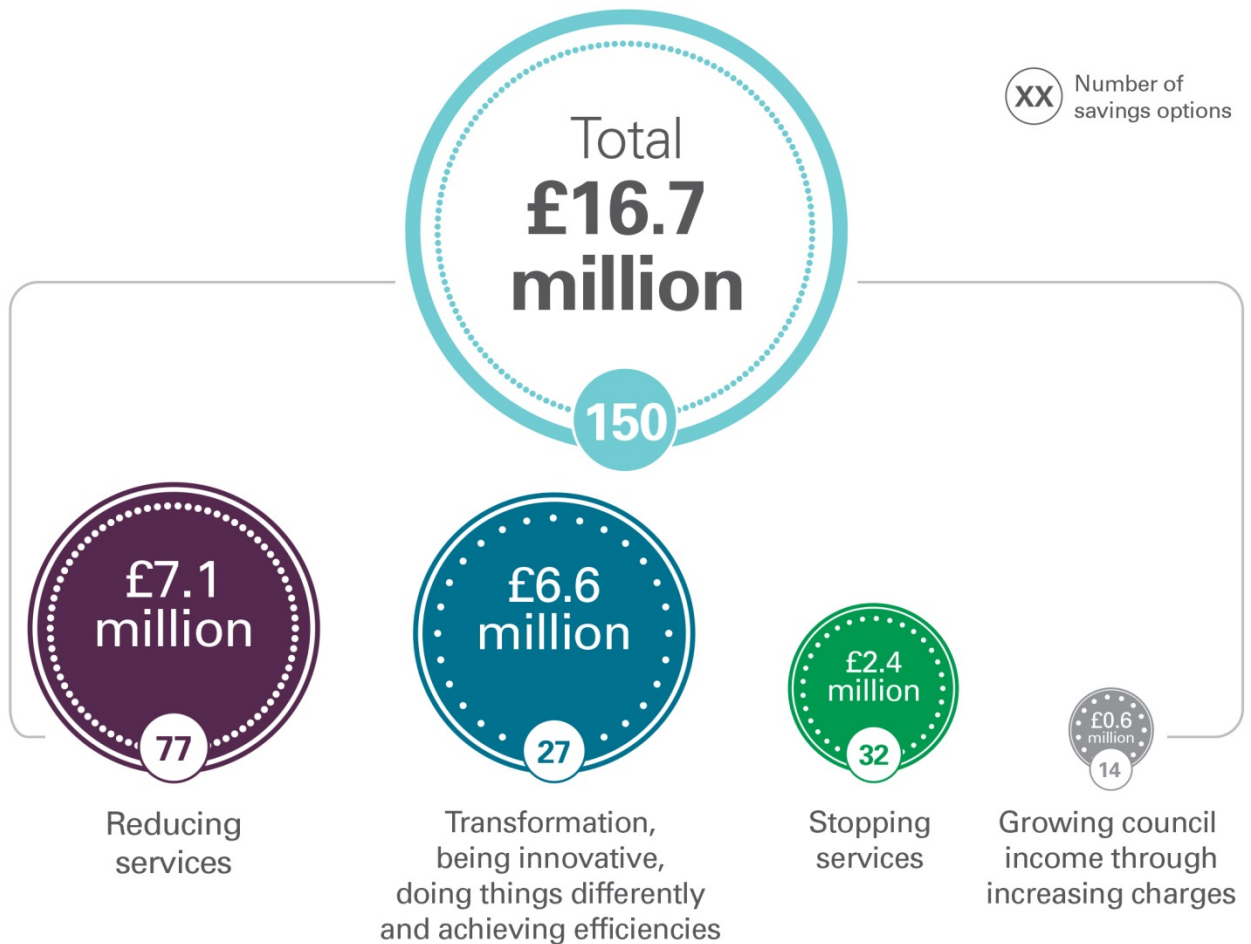 Total
£16.7
million
150
XX
Number of
savings options
£7.1
million
77
Reducing
services
£6.6
million
27
Transformation,
being innovative,
doing things differently
and achieving efficiencies
£2.4
million
32
Stopping
services
£0.6
million
14
Growing council
income through
increasing charges